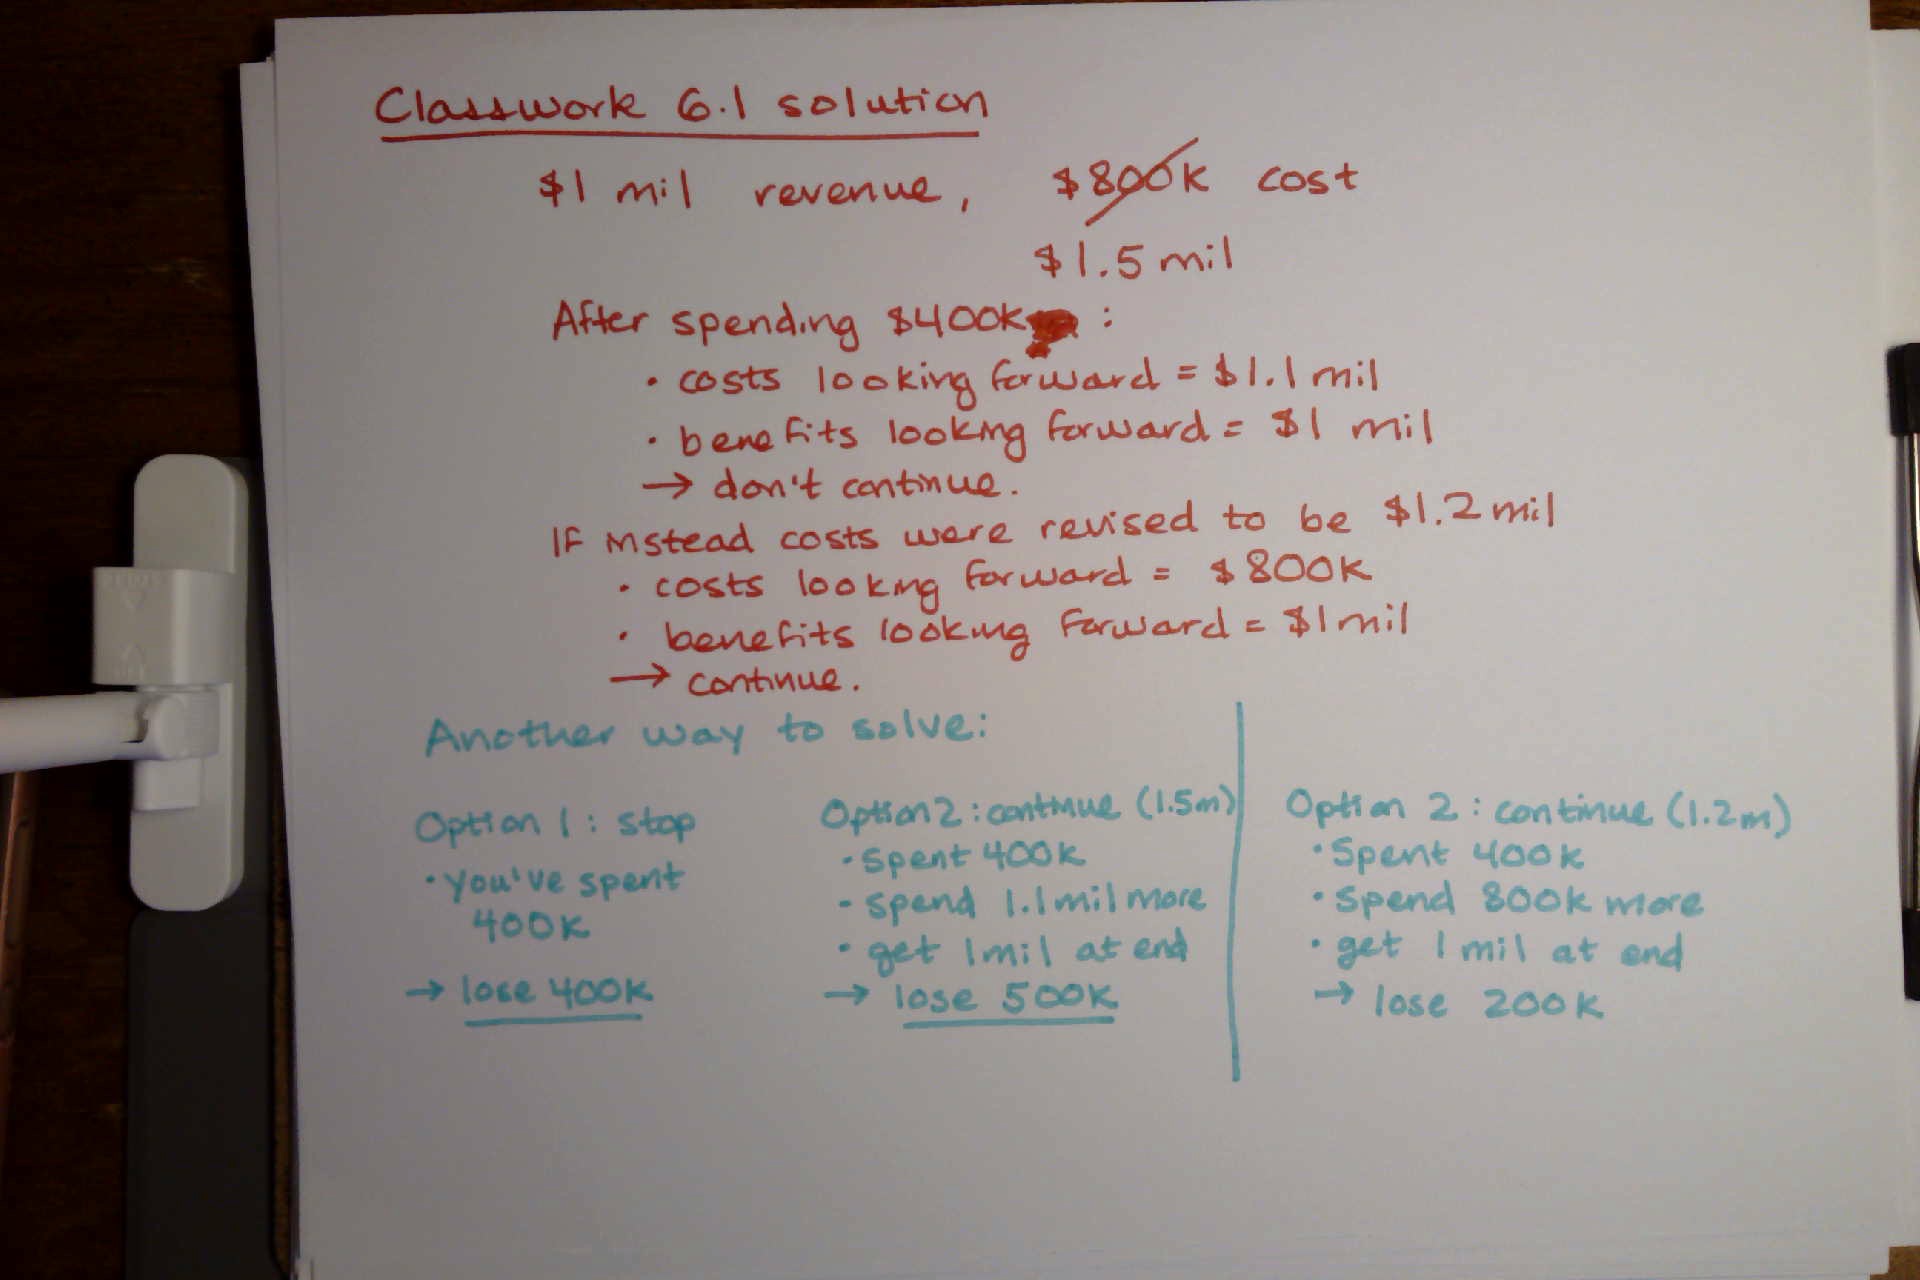 Classwork 6.1 solution
$1 mil revenue, $800k cost
$1.5 mil
After spending $400k :
• costs looking forward = $1.1 mil
• benefits looking forward = $1 mil
→ don't continue.
If instead costs were revised to be $1.2 mil
• costs looking forward = $800k
• benefits looking forward = $1 mil
→ continue.
Another way to solve:
Option 1: stop
• you've spent
400k
→ lose 400k
Option 2: continue (1.5m)
• spent 400k
- spend 1.1 mil more
• get 1 mil at end
→ lose 500k
Option 2: continue (1.2m)
• spent 400k
• spend 800k more
• get 1 mil at end
→ lose 200k